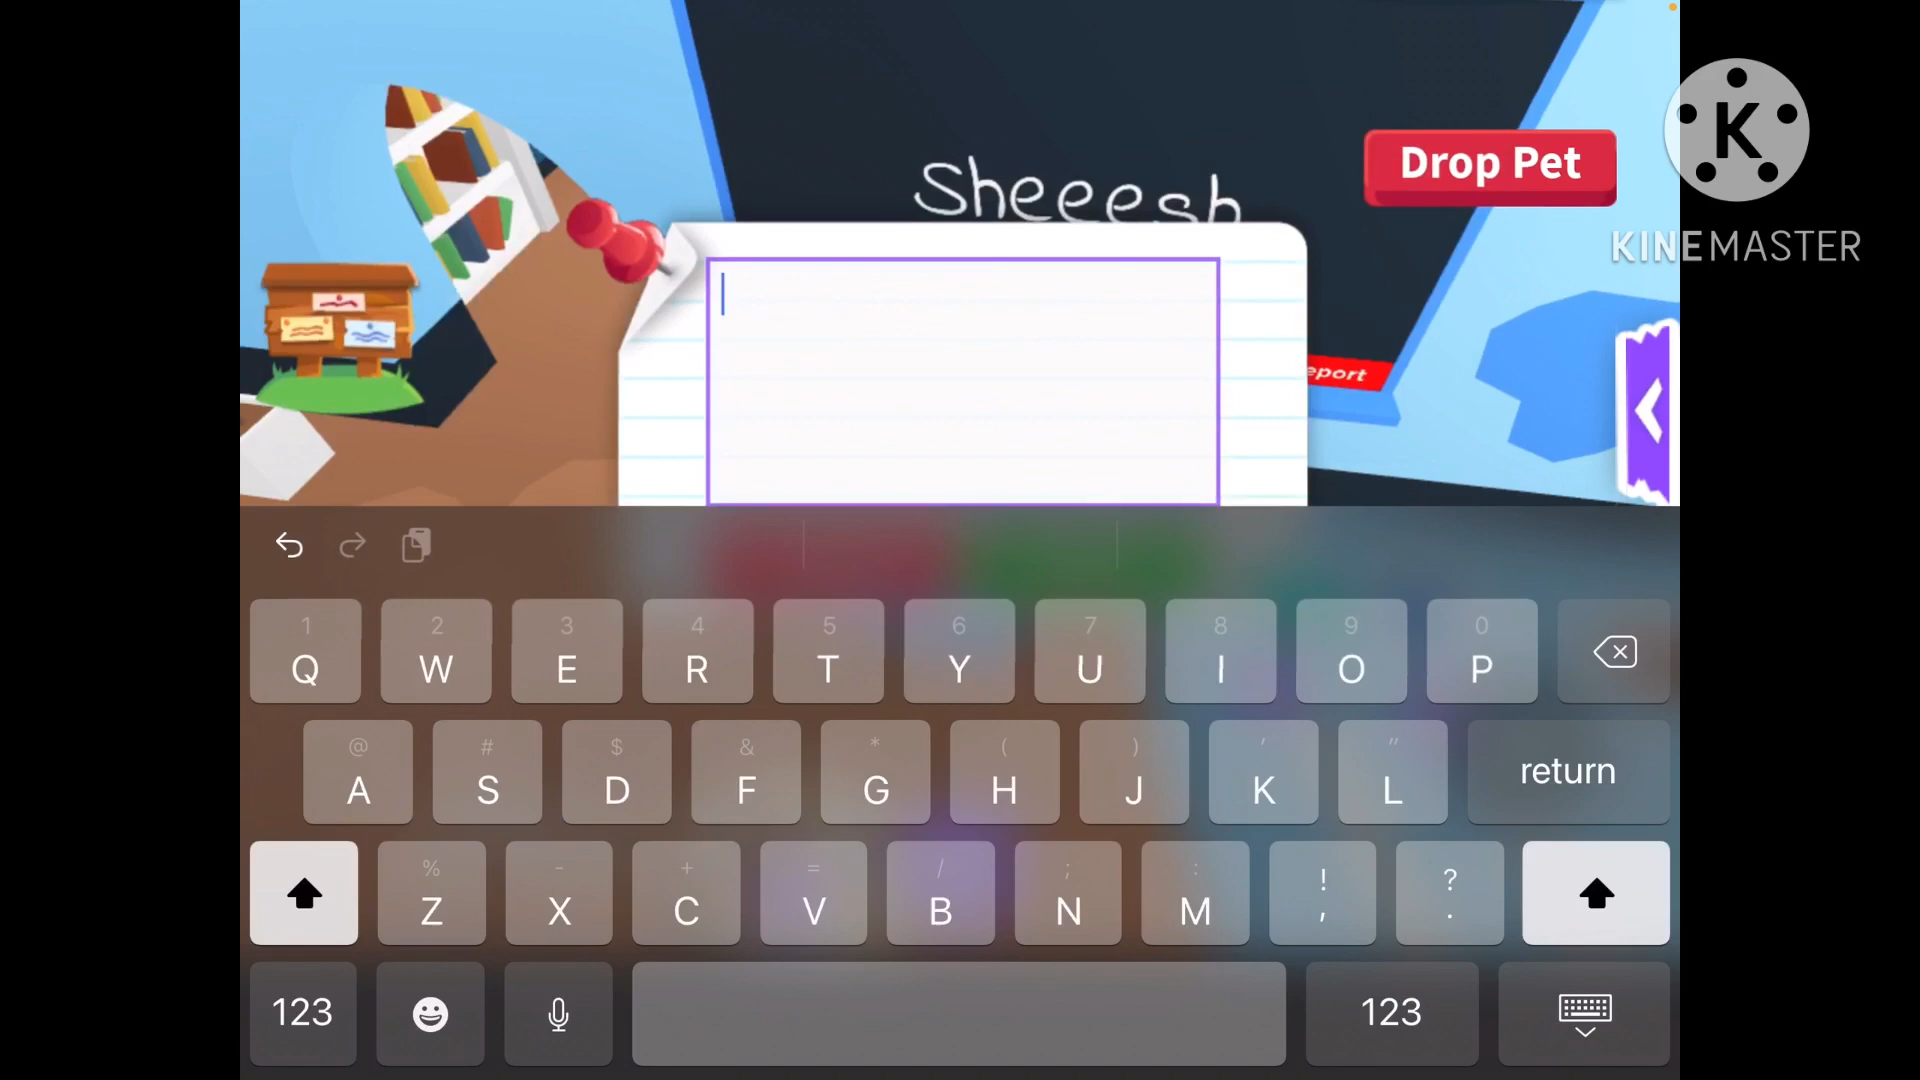 Sheeesh
Drop Pet
KINEMASTER
K
eport
1 2 3 4 5 6 7 8 9 0
Q W E R T Y U I O P
@ # $ & * ( ) ' "
A S D F G H J K L return
% - + = / ; : ! ?
Z X C V B N M , .
123 123